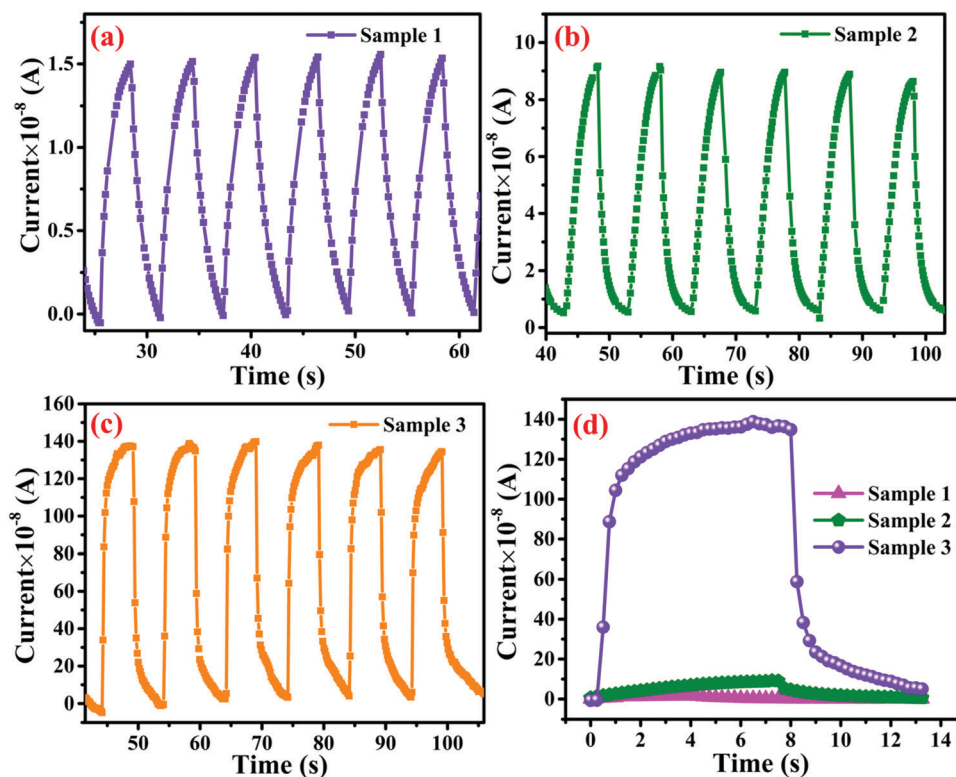 (a)
Sample 1
Current×10⁻⁸ (A)
1.5
1.0
0.5
0.0
30
40
50
60
Time (s)
(b)
Sample 2
Current×10⁻⁸ (A)
10
8
6
4
2
0
40
50
60
70
80
90
100
Time (s)
(c)
Sample 3
Current×10⁻⁸ (A)
160
140
120
100
80
60
40
20
0
50
60
70
80
90
100
Time (s)
(d)
Sample 1
Sample 2
Sample 3
Current×10⁻⁸ (A)
140
120
100
80
60
40
20
0
0
2
4
6
8
10
12
14
Time (s)